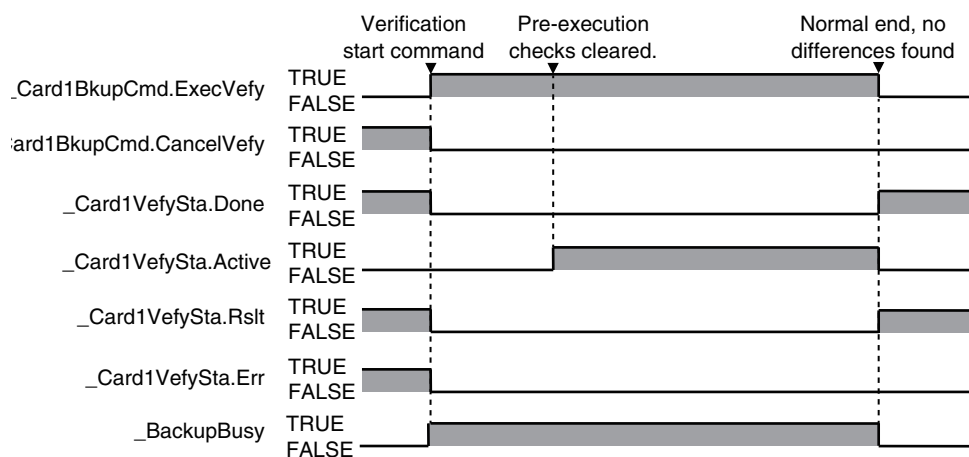 Verification start command
Pre-execution checks cleared.
Normal end, no differences found
_Card1BkupCmd.ExecVefy
TRUE
FALSE
Card1BkupCmd.CancelVefy
TRUE
FALSE
_Card1VefySta.Done
TRUE
FALSE
_Card1VefySta.Active
TRUE
FALSE
_Card1VefySta.Rslt
TRUE
FALSE
_Card1VefySta.Err
TRUE
FALSE
_BackupBusy
TRUE
FALSE